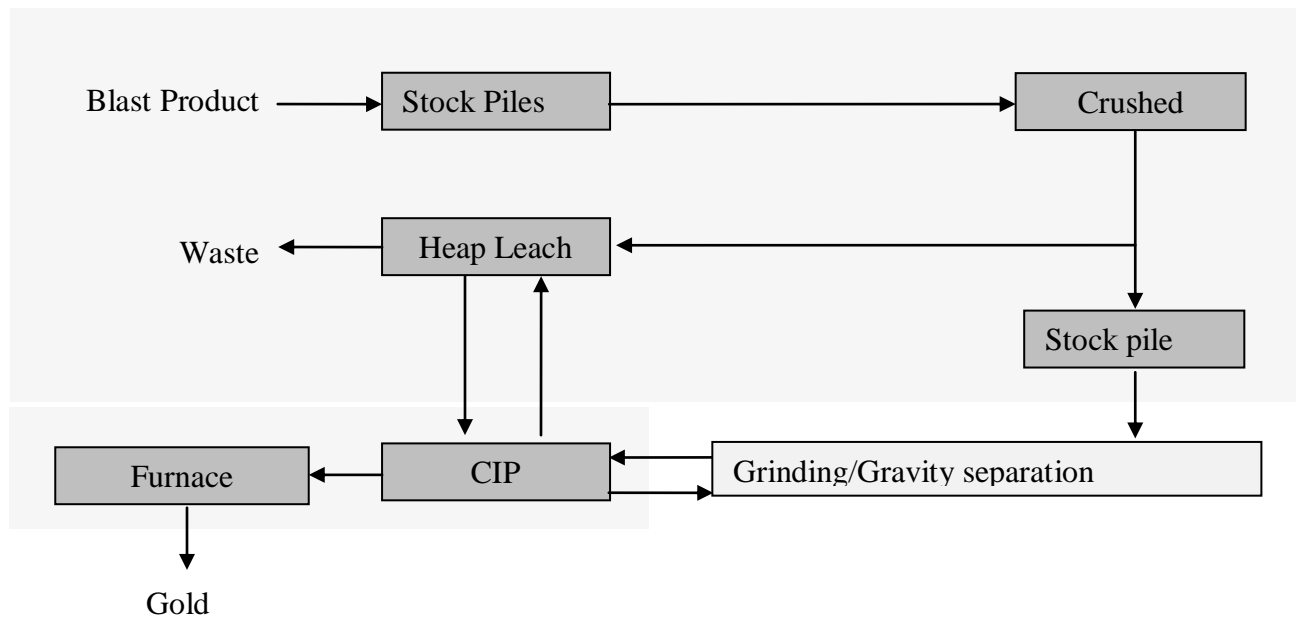 Blast Product
Stock Piles
Crushed
Waste
Heap Leach
Stock pile
Furnace
CIP
Grinding/Gravity separation
Gold